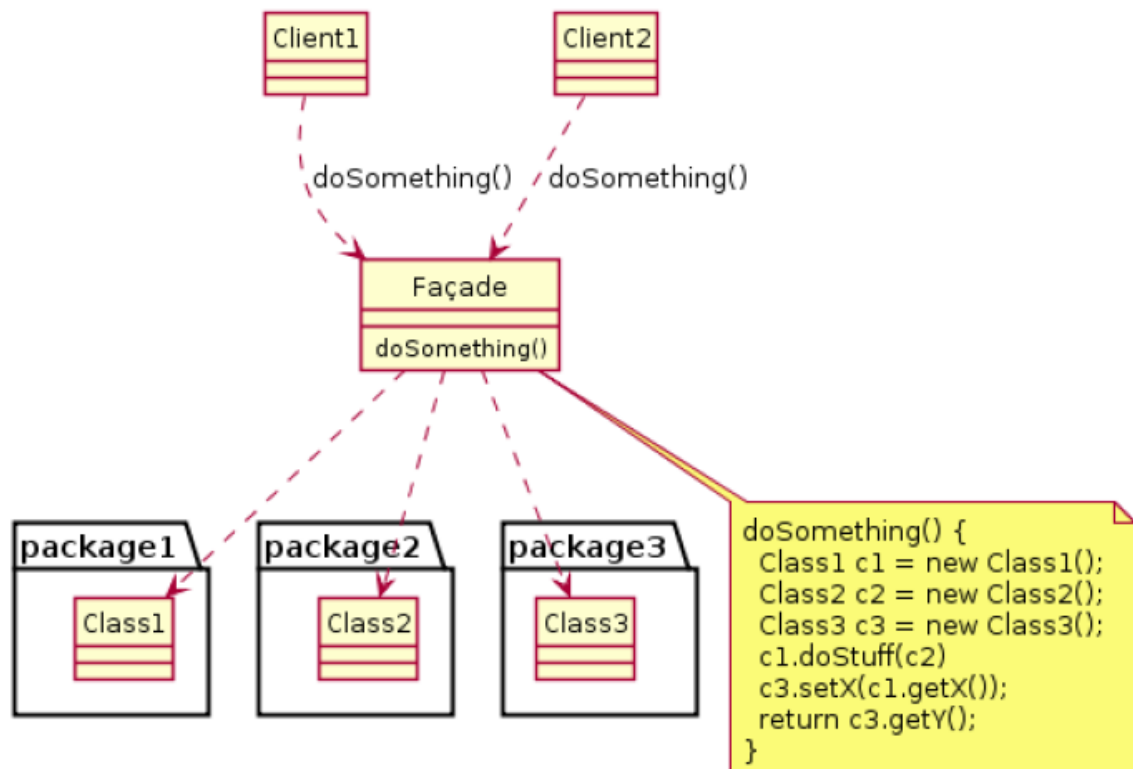 Client1
Client2
doSomething()
doSomething()
Façade
doSomething()
package1
package2
package3
Class1
Class2
Class3
doSomething() {
  Class1 c1 = new Class1();
  Class2 c2 = new Class2();
  Class3 c3 = new Class3();
  c1.doStuff(c2)
  c3.setX(c1.getX());
  return c3.getY();
}